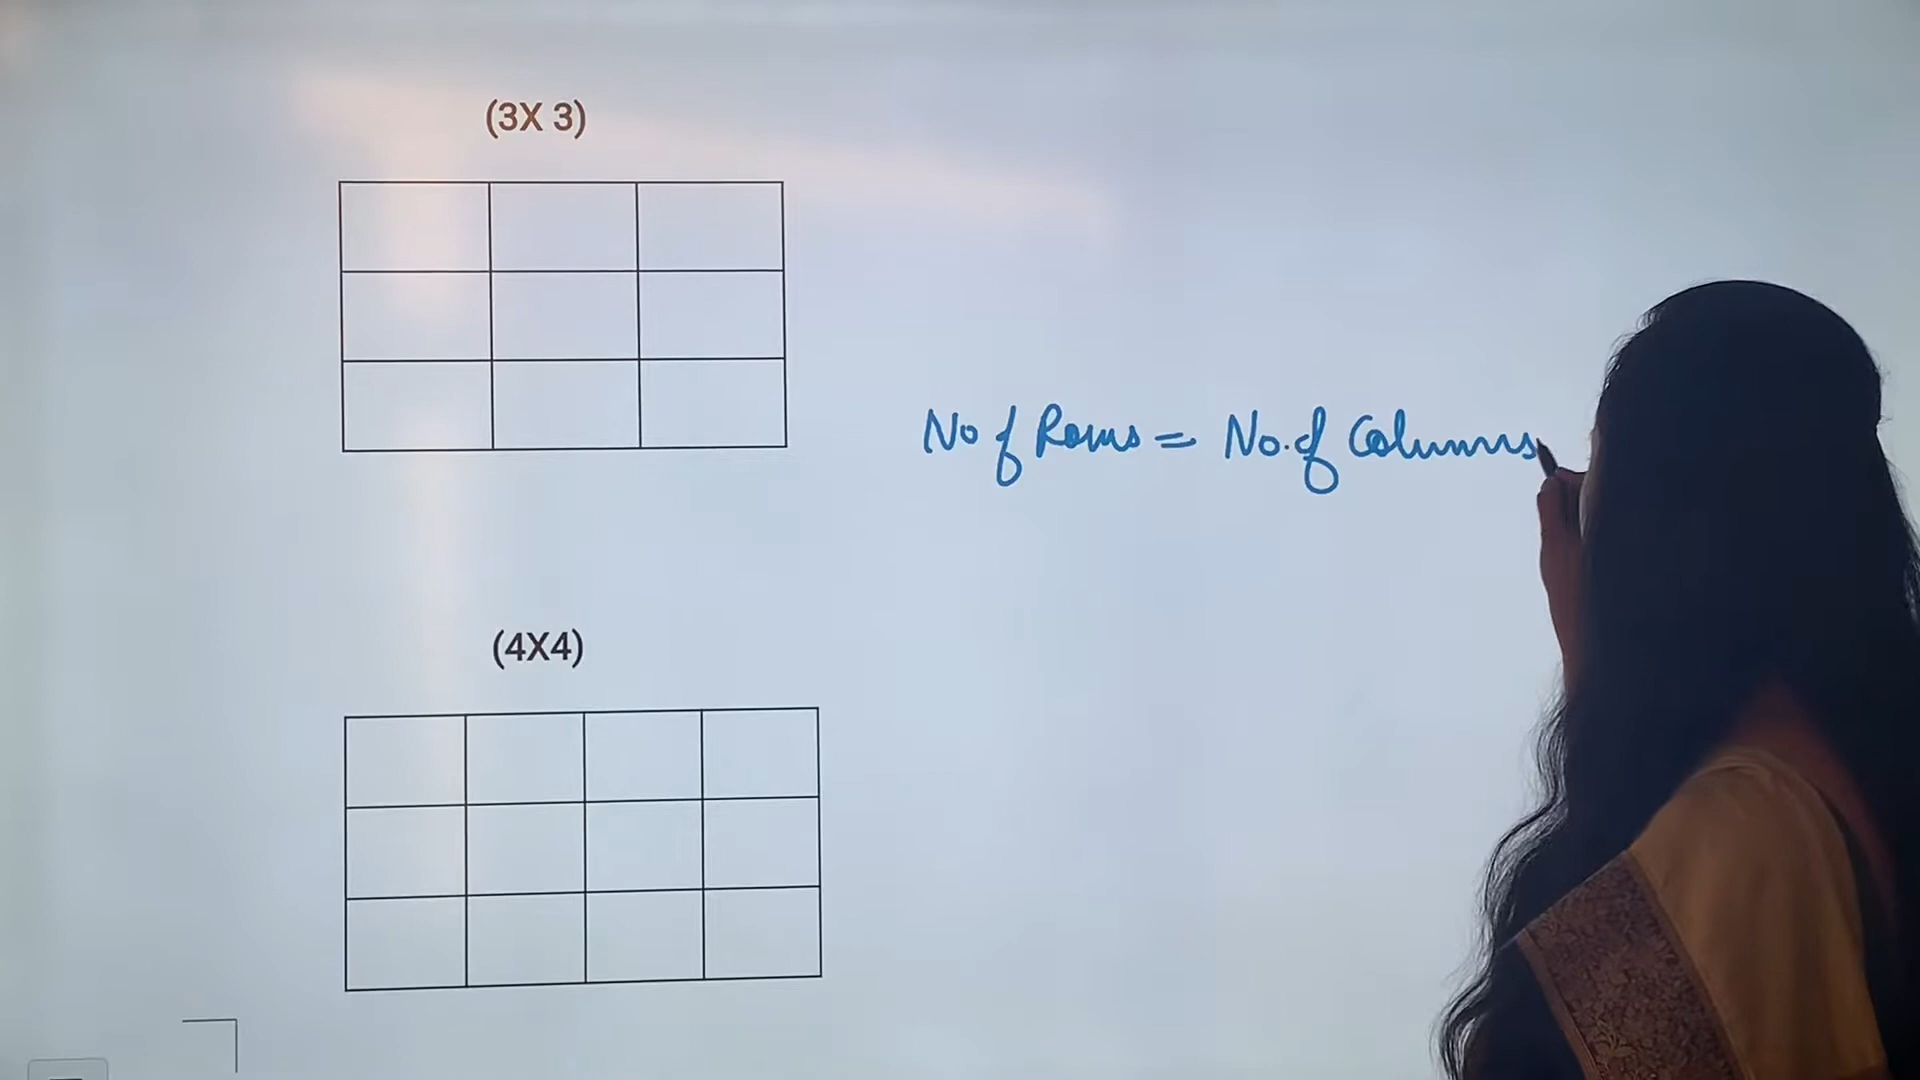 (3X 3)
No of Rows = No. of Columns
(4X4)